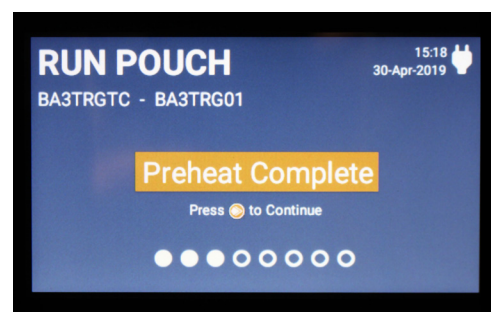 RUN POUCH
15:18
30-Apr-2019
BA3TRGTC - BA3TRG01
Preheat Complete
Press to Continue